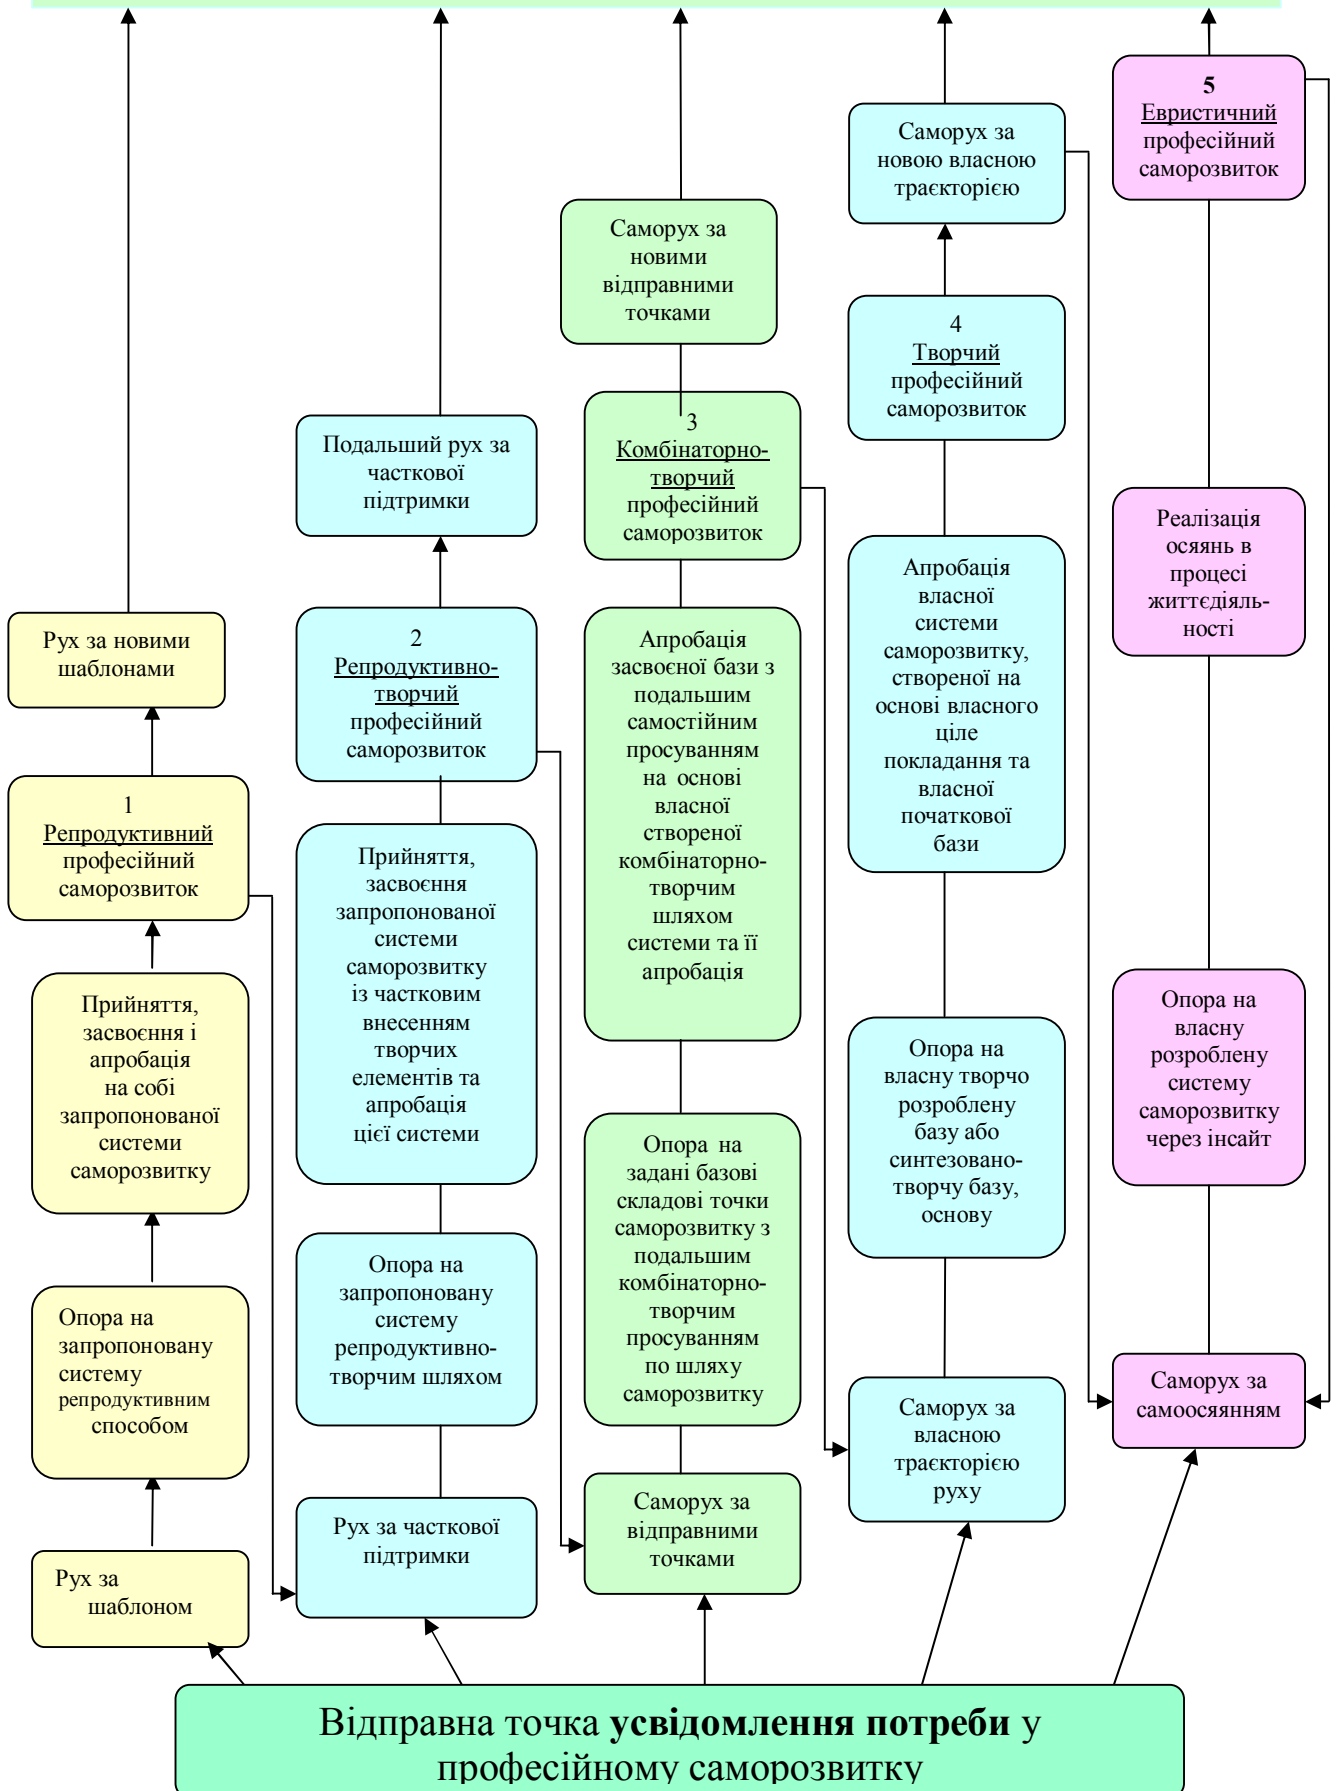 5
Евристичний
професійний
саморозвиток
Саморух за
новою власною
траєкторією
Саморух за
новими
відправними
точками
4
Творчий
професійний
саморозвиток
3
Комбінаторно-
творчий
професійний
саморозвиток
Подальший рух за
часткової
підтримки
Реалізація
осяянь в
процесі
життєдіяль-
ності
Апробація
власної
системи
саморозвитку,
створеної на
основі власного
ціле
покладання та
власної
початкової
бази
Рух за новими
шаблонами
2
Репродуктивно-
творчий
професійний
саморозвиток
Апробація
засвоєної бази з
подальшим
самостійним
просуванням
на основі
власної
створеної
комбінаторно-
творчим
шляхом
системи та її
апробація
1
Репродуктивний
професійний
саморозвиток
Прийняття,
засвоєння
запропонованої
системи
саморозвитку
із частковим
внесенням
творчих
елементів та
апробація
цієї системи
Прийняття,
засвоєння і
апробація
на собі
запропонованої
системи
саморозвитку
Опора на
власну
розроблену
систему
саморозвитку
через інсайт
Опора на
власну творчо
розроблену
базу або
синтезовано-
творчу базу,
основу
Опора на
задані базові
складові точки
саморозвитку з
подальшим
комбінаторно-
творчим
просуванням
по шляху
саморозвитку
Опора на
запропоновану
систему
репродуктивно-
творчим шляхом
Опора на
запропоновану
систему
репродуктивним
способом
Саморух за
самоосяянням
Саморух за
власною
траєкторією
руху
Саморух за
відправними
точками
Рух за часткової
підтримки
Рух за
шаблоном
Відправна точка усвідомлення потреби у
професійному саморозвитку